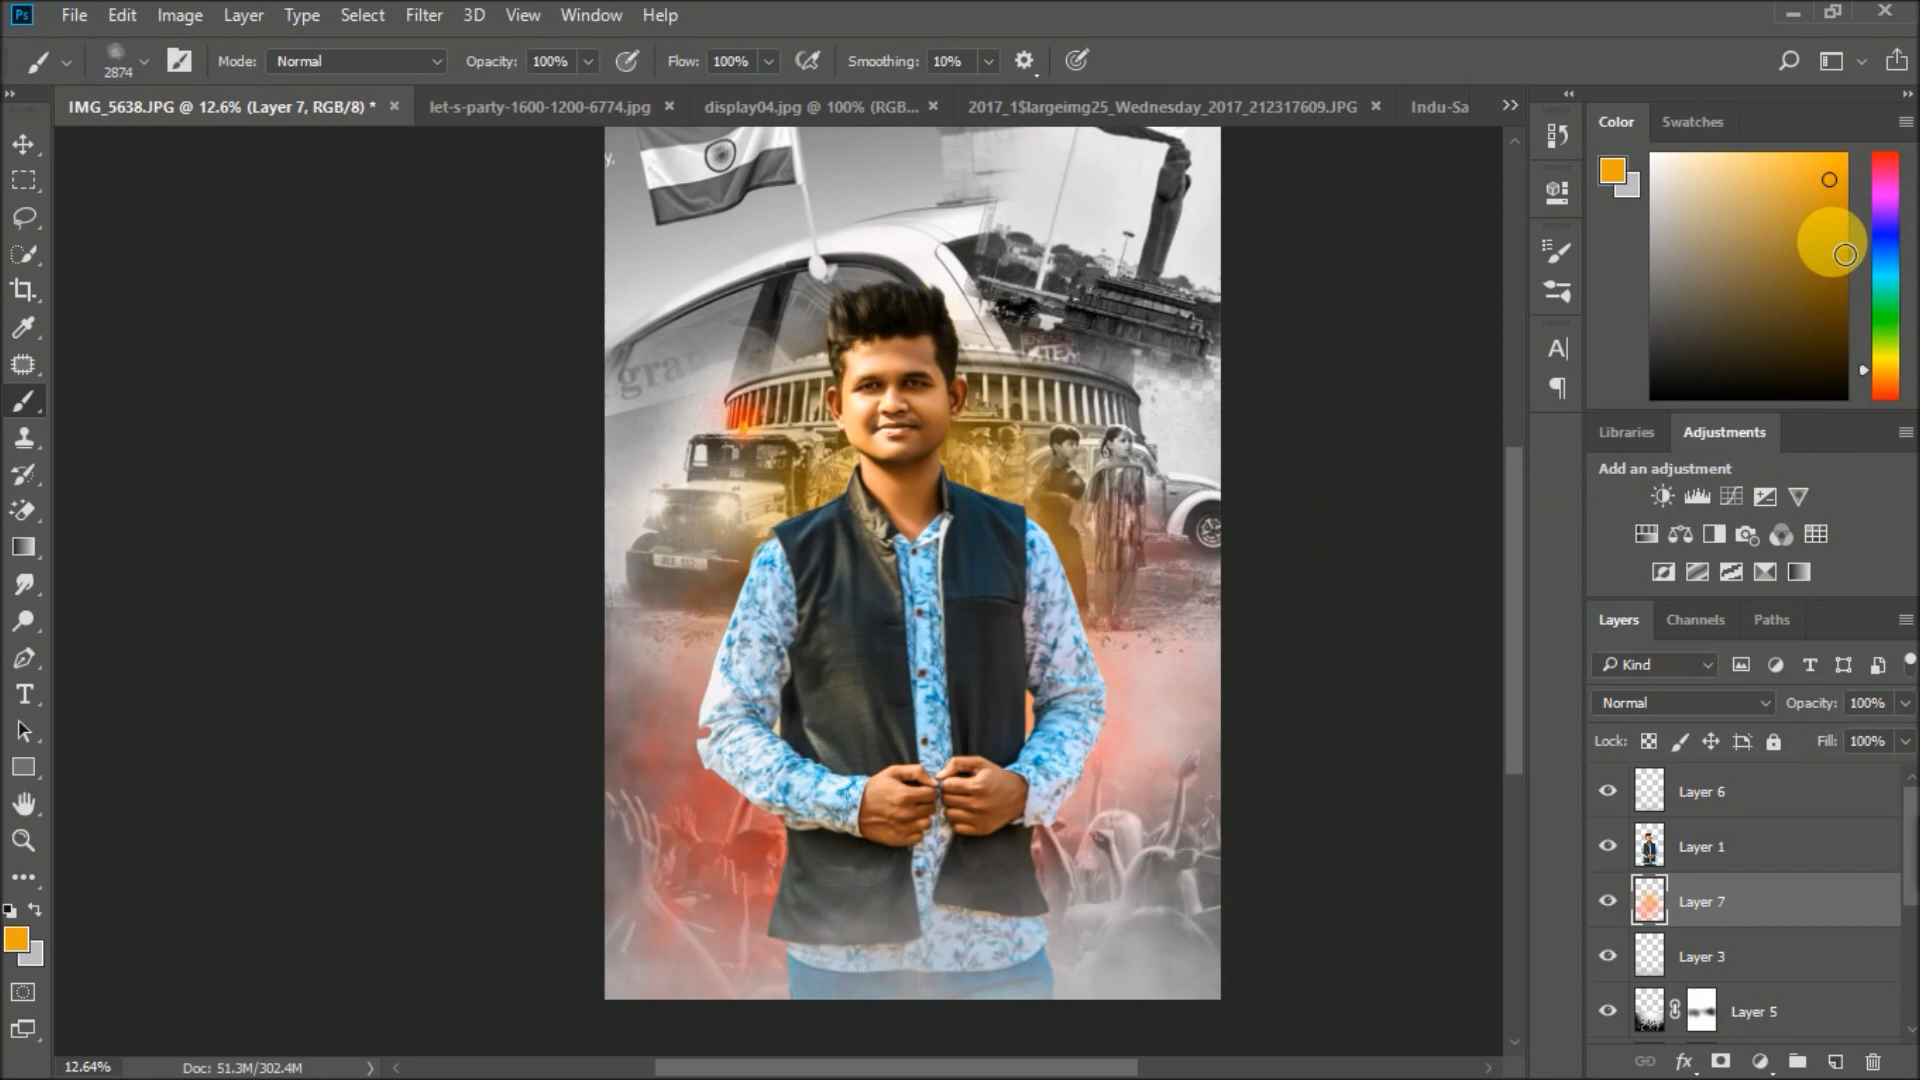 Ps File Edit Image Layer Type Select Filter 3D View Window Help
2874 Mode: Normal Opacity: 100% Flow: 100% Smoothing: 10%
IMG_5638.JPG @ 12.6% (Layer 7, RGB/8) * let-s-party-1600-1200-6774.jpg display04.jpg @ 100% (RGB... 2017_1$largeimg25_Wednesday_2017_212317609.JPG Indu-Sa
Color Swatches
y,
gran
Libraries Adjustments
Add an adjustment
Layers Channels Paths
Kind
Normal Opacity: 100%
Lock: Fill: 100%
Layer 6
Layer 1
Layer 7
Layer 3
Layer 5
12.64% Doc: 51.3M/302.4M
fx